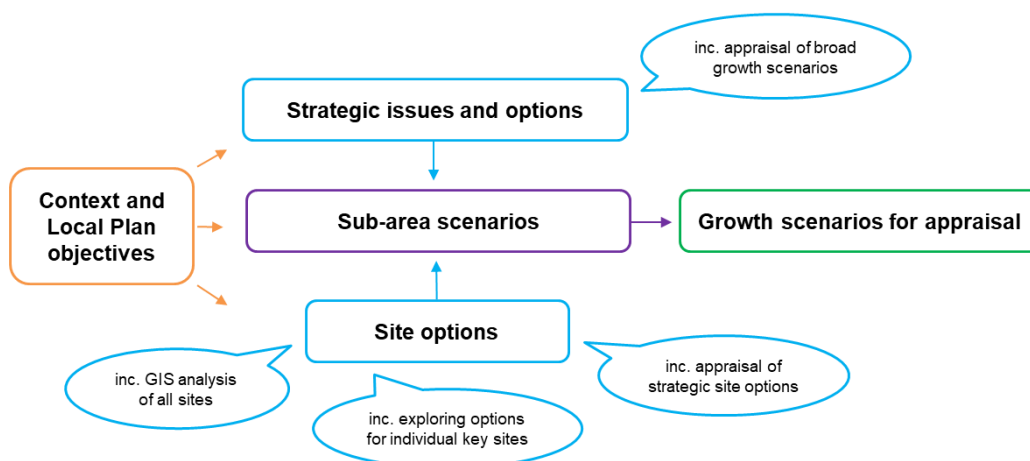 inc. appraisal of broad
growth scenarios
Strategic issues and options
Context and
Local Plan
objectives
Sub-area scenarios
Growth scenarios for appraisal
Site options
inc. GIS analysis
of all sites
inc. exploring options
for individual key sites
inc. appraisal of
strategic site options